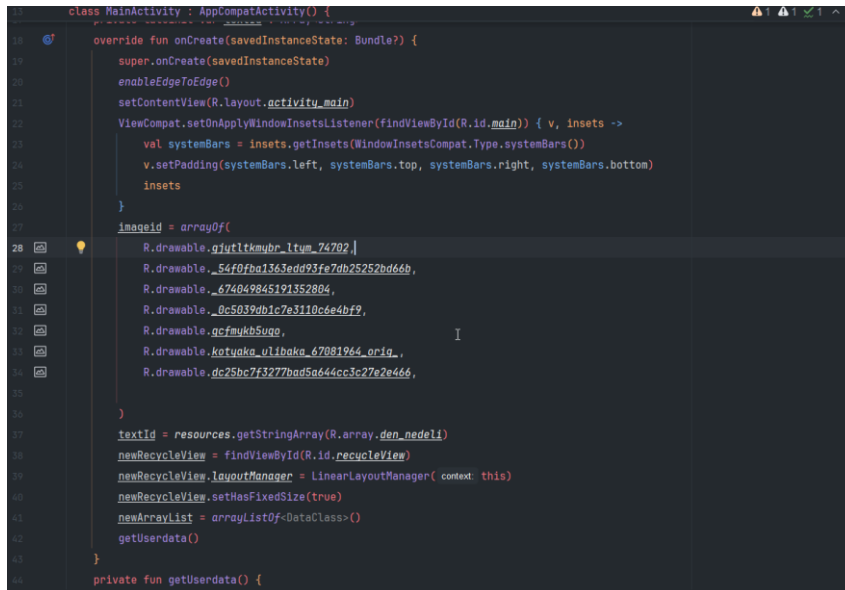 13 class MainActivity : AppCompatActivity() { 1 1 1
18 override fun onCreate(savedInstanceState: Bundle?) {
19 super.onCreate(savedInstanceState)
20 enableEdgeToEdge()
21 setContentView(R.layout.activity_main)
22 ViewCompat.setOnApplyWindowInsetsListener(findViewById(R.id.main)) { v, insets ->
23 val systemBars = insets.getInsets(WindowInsetsCompat.Type.systemBars())
24 v.setPadding(systemBars.left, systemBars.top, systemBars.right, systemBars.bottom)
25 insets
26 }
27 imageid = arrayOf(
28 R.drawable.gjytltkmybr_ltym_74702,
29 R.drawable._54f0fba1363edd93fe7db25252bd66b,
30 R.drawable._674049845191352804,
31 R.drawable._0c5039db1c7e3110c6e4bf9,
32 R.drawable.gcfmykb5ugo,
33 R.drawable.kotyaka_ulibaka_67081964_orig_,
34 R.drawable.dc25bc7f3277bad5a644cc3c27e2e466,
35
36 )
37 textId = resources.getStringArray(R.array.den_nedeli)
38 newRecycleView = findViewById(R.id.recycleView)
39 newRecycleView.layoutManager = LinearLayoutManager( context: this)
40 newRecycleView.setHasFixedSize(true)
41 newArrayList = arrayListOf<DataClass>()
42 getUserdata()
43 }
44 private fun getUserdata() {